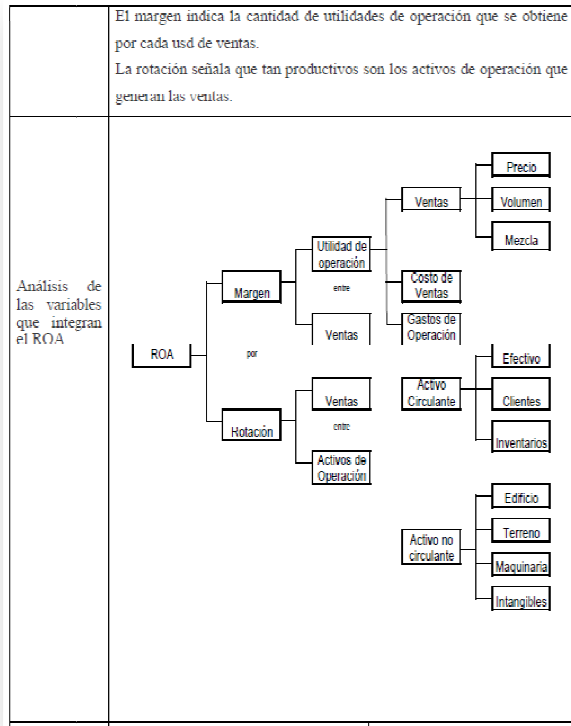 El margen indica la cantidad de utilidades de operación que se obtiene
por cada usd de ventas.
La rotación señala que tan productivos son los activos de operación que
generan las ventas.
Análisis de
las variables
que integran
el ROA
ROA
por
Margen
Rotación
Utilidad de
operación
entre
Ventas
Ventas
entre
Activos de
Operación
Ventas
Costo de
Ventas
Gastos de
Operación
Precio
Volumen
Mezcla
Activo
Circulante
Efectivo
Clientes
Inventarios
Activo no
circulante
Edificio
Terreno
Maquinaria
Intangibles